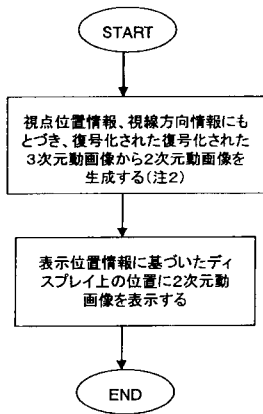 START
視点位置情報、視線方向情報にも
とづき、復号化された復号化された
3次元動画像から2次元動画像を
生成する(注2)
表示位置情報に基づいたディ
スプレイ上の位置に2次元動
画像を表示する
END